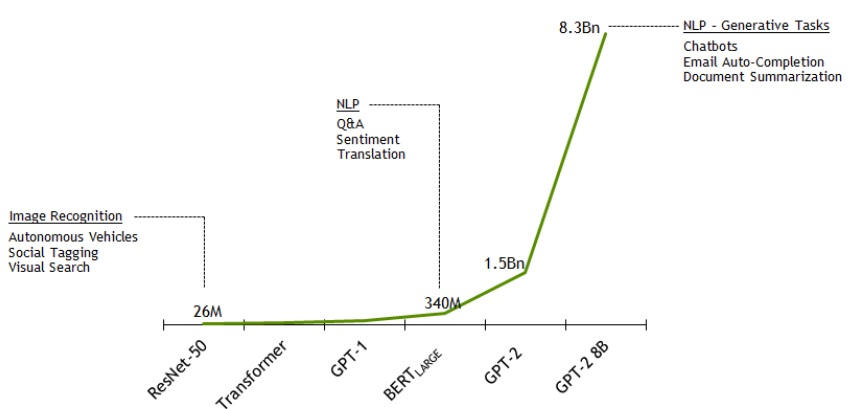 8.3Bn
NLP - Generative Tasks
Chatbots
Email Auto-Completion
Document Summarization
NLP
Q&A
Sentiment
Translation
Image Recognition
Autonomous Vehicles
Social Tagging
Visual Search
1.5Bn
340M
26M
ResNet-50
Transformer
GPT-1
BERTLARGE
GPT-2
GPT-2 8B